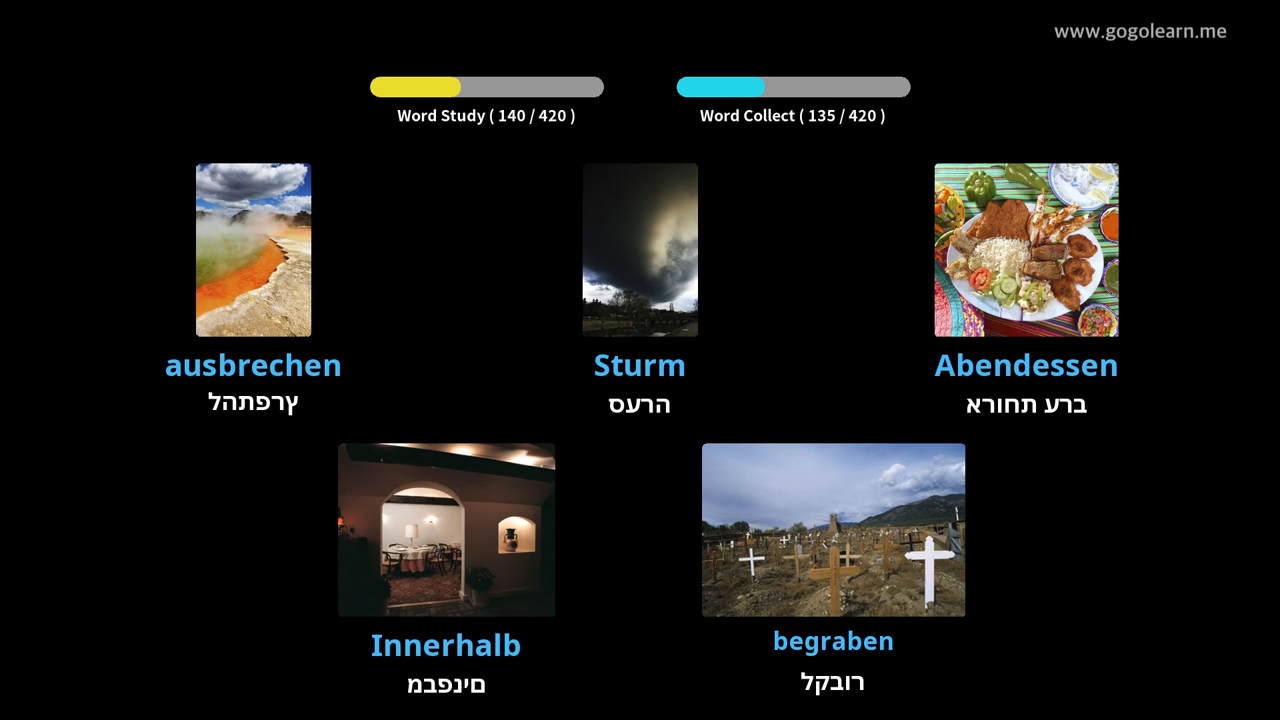 www.gogolearn.me
Word Study ( 140 / 420 )
Word Collect ( 135 / 420 )
ausbrechen
ץרפתהל
Sturm
הרעס
Abendessen
ברע תחורא
Innerhalb
םינפבמ
begraben
רובקל